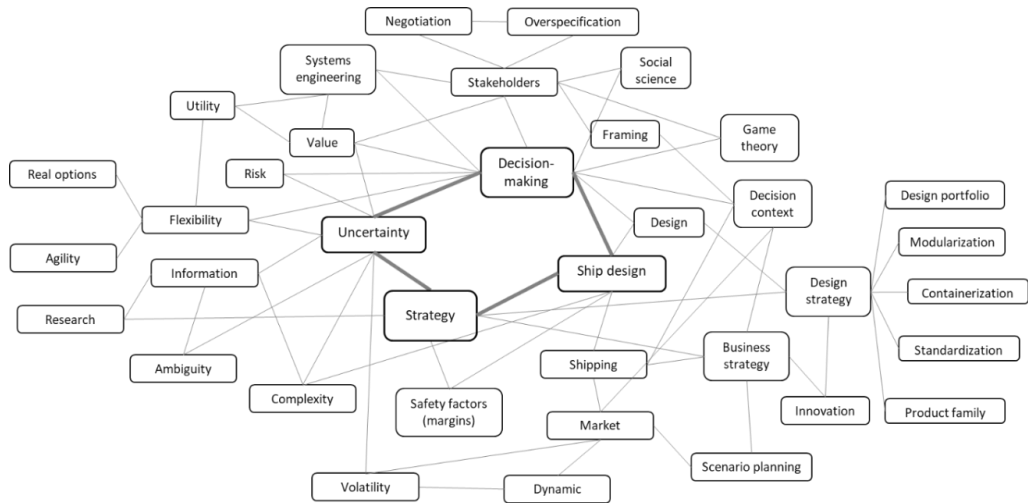 Negotiation
Overspecification
Systems
engineering
Stakeholders
Social
science
Utility
Value
Framing
Game
theory
Real options
Risk
Decision-
making
Decision
context
Design portfolio
Flexibility
Uncertainty
Design
Modularization
Agility
Information
Ship design
Design
strategy
Containerization
Research
Strategy
Ambiguity
Shipping
Business
strategy
Standardization
Complexity
Safety factors
(margins)
Market
Innovation
Product family
Scenario planning
Volatility
Dynamic